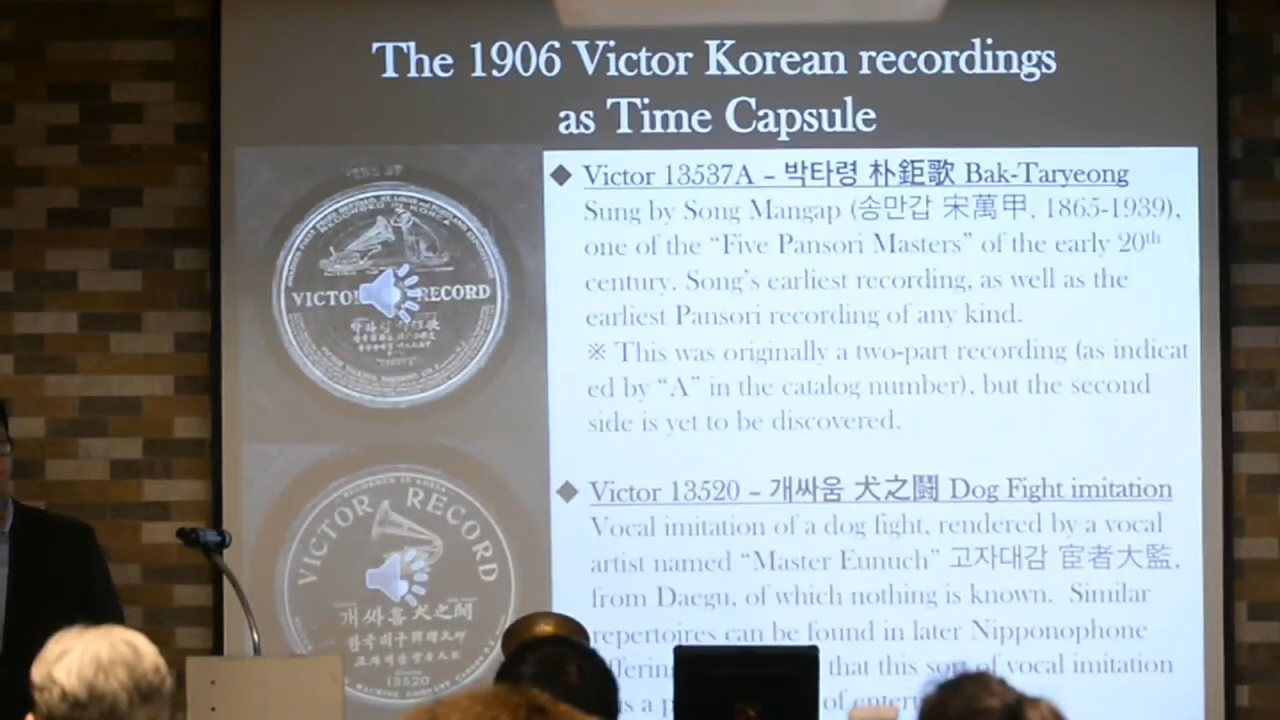 The 1906 Victor Korean recordings
as Time Capsule
VICTOR RECORD
◆ Victor 13537A – 박타령 朴鉅歌 Bak-Taryeong
Sung by Song Mangap (송만갑 宋萬甲, 1865-1939),
one of the “Five Pansori Masters” of the early 20th
century. Song’s earliest recording, as well as the
earliest Pansori recording of any kind.
※ This was originally a two-part recording (as indicat
ed by “A” in the catalog number), but the second
side is yet to be discovered.
VICTOR RECORD
13520
◆ Victor 13520 – 개싸움 犬之鬪 Dog Fight imitation
Vocal imitation of a dog fight, rendered by a vocal
artist named “Master Eunuch” 고자대감 宦者大監,
from Daegu, of which nothing is known. Similar
repertoires can be found in later Nipponophone
that this sort of vocal imitation
of